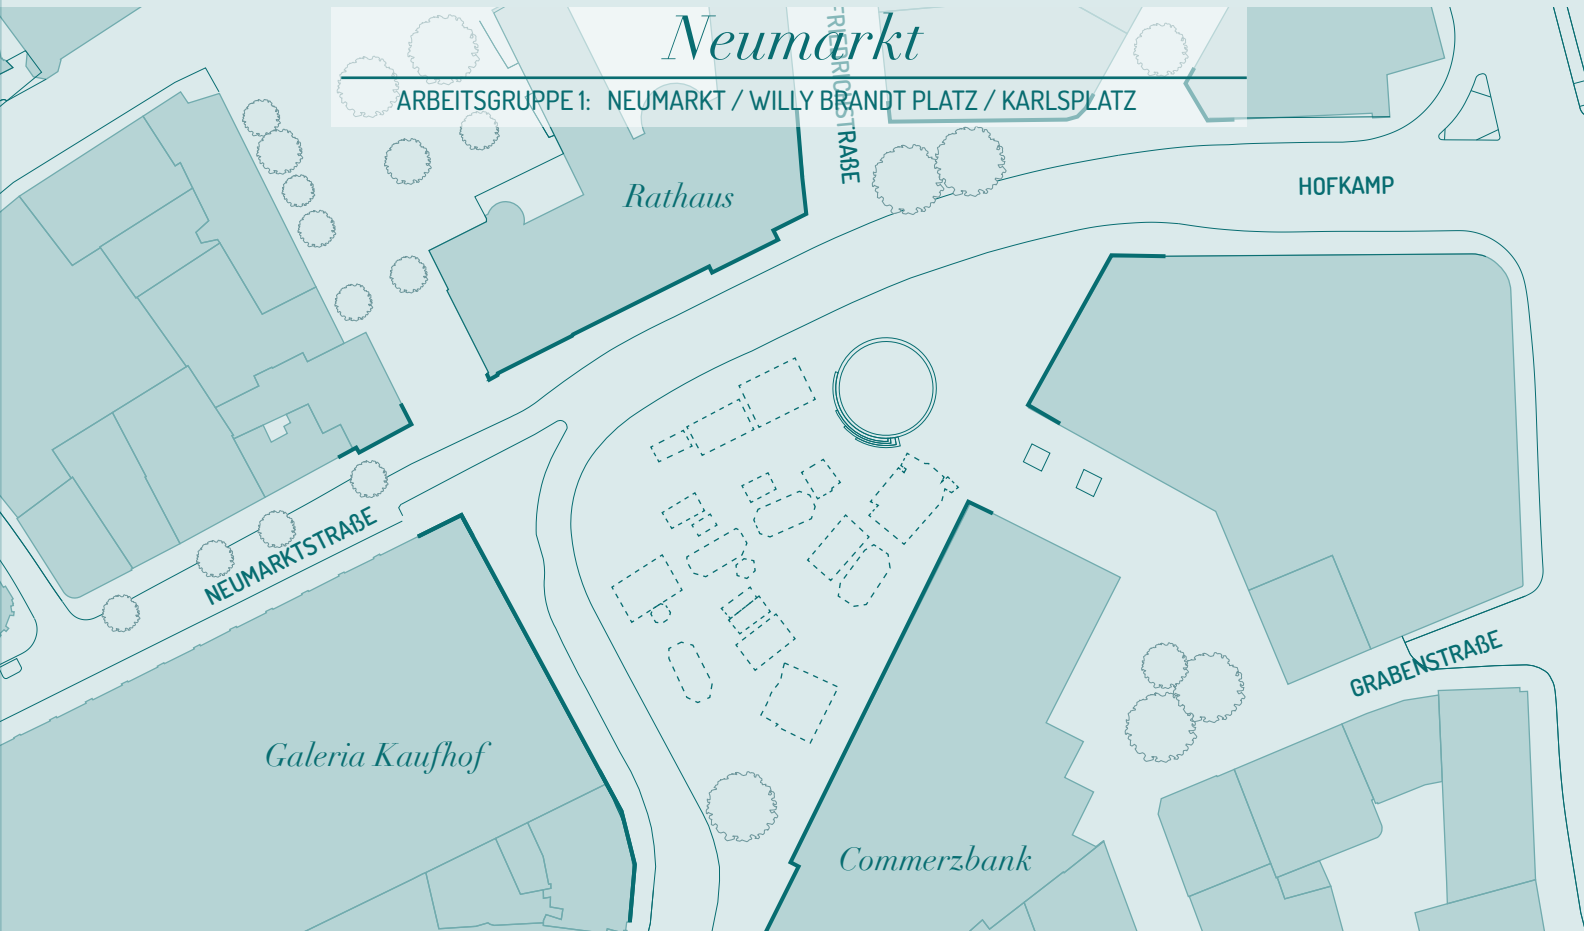 Neumarkt
ARBEITSGRUPPE 1: NEUMARKT / WILLY BRANDT PLATZ / KARLSPLATZ
FRIEDRICHSTRAßE
Rathaus
HOFKAMP
NEUMARKTSTRAßE
GRABENSTRAßE
Galeria Kaufhof
Commerzbank